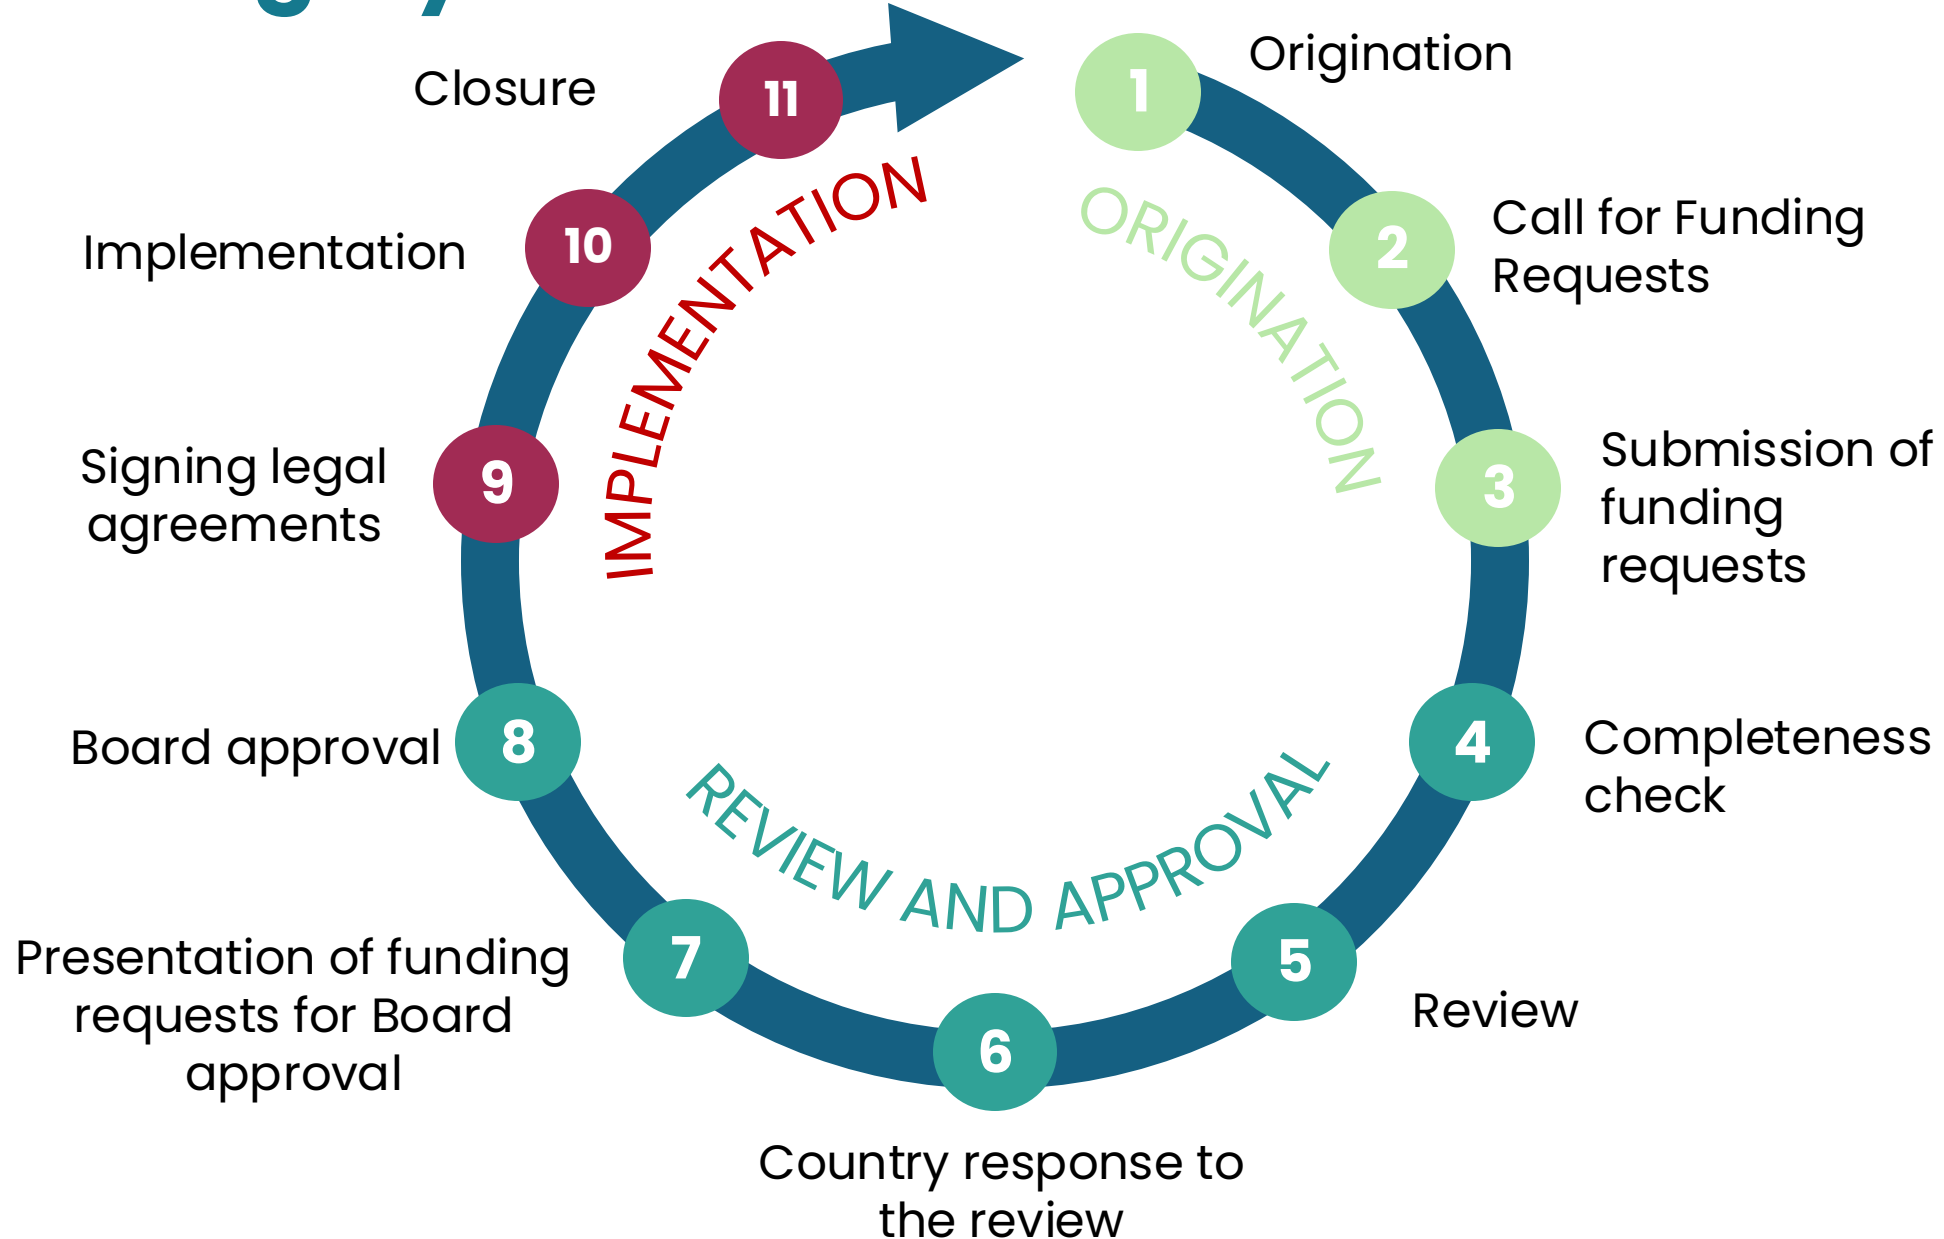 1
Origination
2
Call for Funding
Requests
3
Submission of
funding
requests
ORIGINATION
4
Completeness
check
5
Review
6
Country response to
the review
7
Presentation of funding
requests for Board
approval
8
Board approval
REVIEW AND APPROVAL
9
Signing legal
agreements
10
Implementation
11
Closure
IMPLEMENTATION